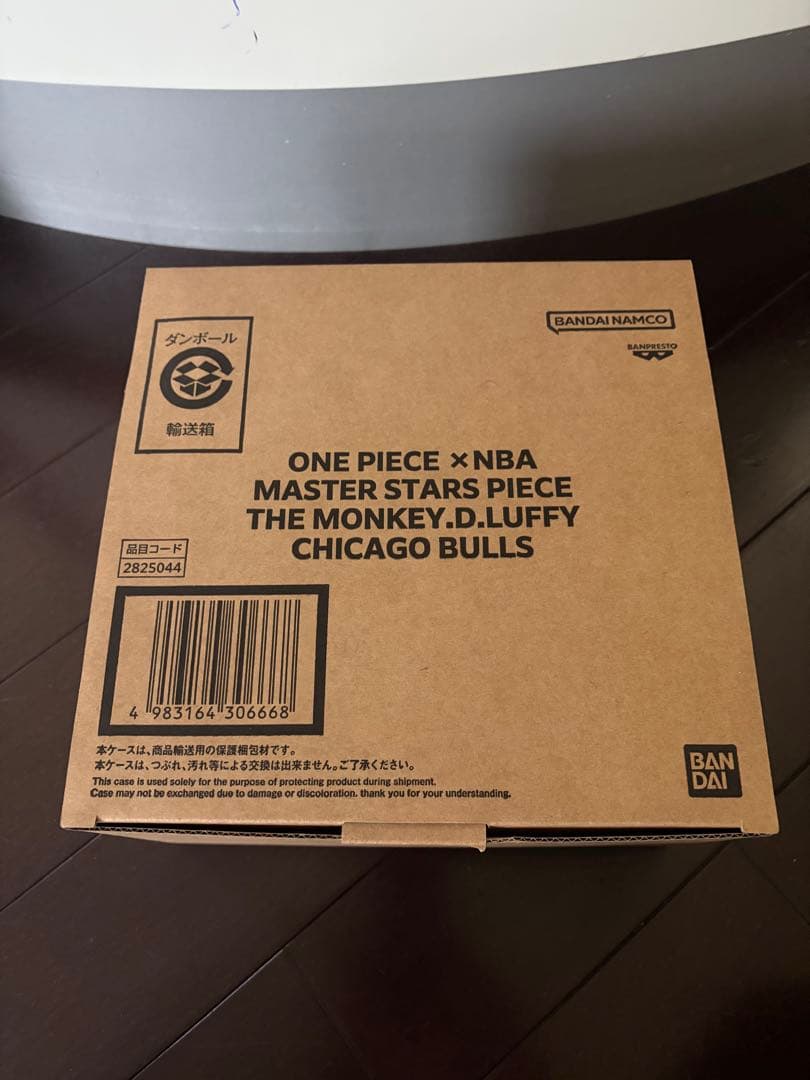 ダンボール
輸送箱
BANDAI NAMCO
BANPRESTO
ONE PIECE ×NBA
MASTER STARS PIECE
THE MONKEY.D.LUFFY
CHICAGO BULLS
品目コード
2825044
4 983164 306668
本ケースは、商品輸送用の保護梱包材です。
本ケースは、つぶれ、汚れ等による交換は出来ません。ご了承ください。
This case is used solely for the purpose of protecting product during shipment.
Case may not be exchanged due to damage or discoloration. thank you for your understanding.
BAN
DAI